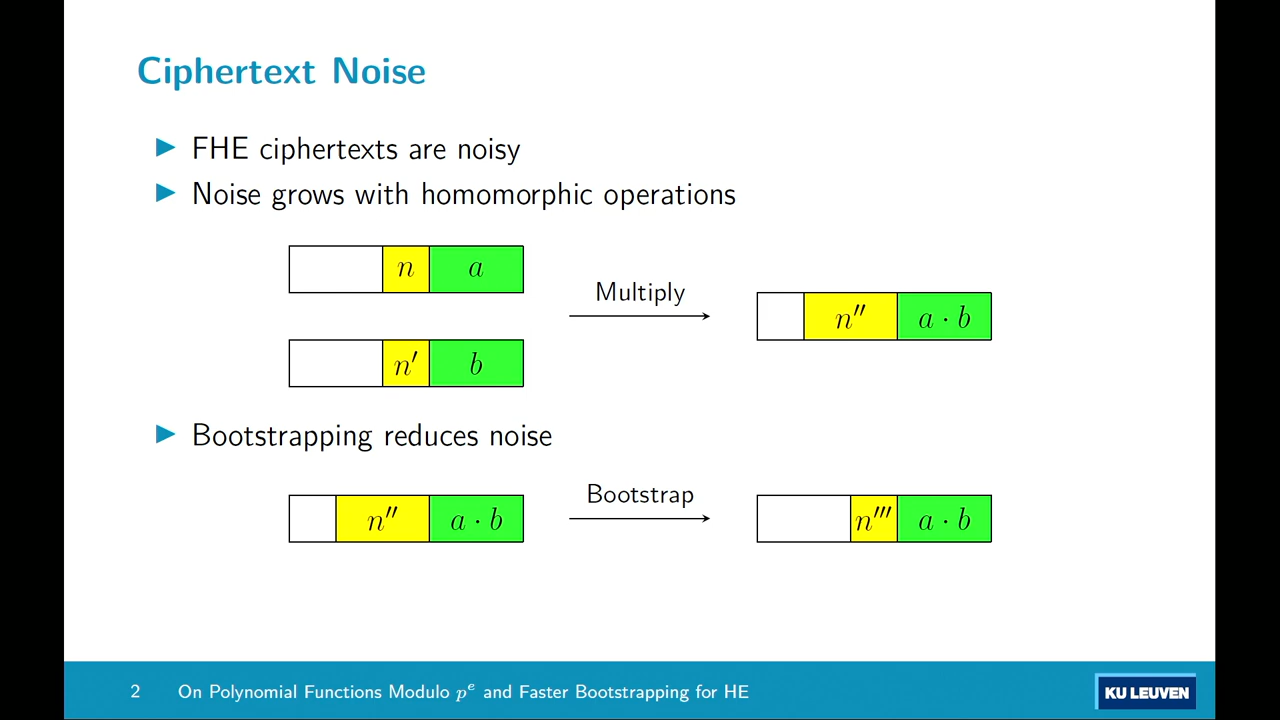 Ciphertext Noise
▶ FHE ciphertexts are noisy
▶ Noise grows with homomorphic operations
n a
Multiply
n′′ a · b
n′ b
▶ Bootstrapping reduces noise
n′′ a · b
Bootstrap
n′′′ a · b
2 On Polynomial Functions Modulo pᵉ and Faster Bootstrapping for HE
KU LEUVEN